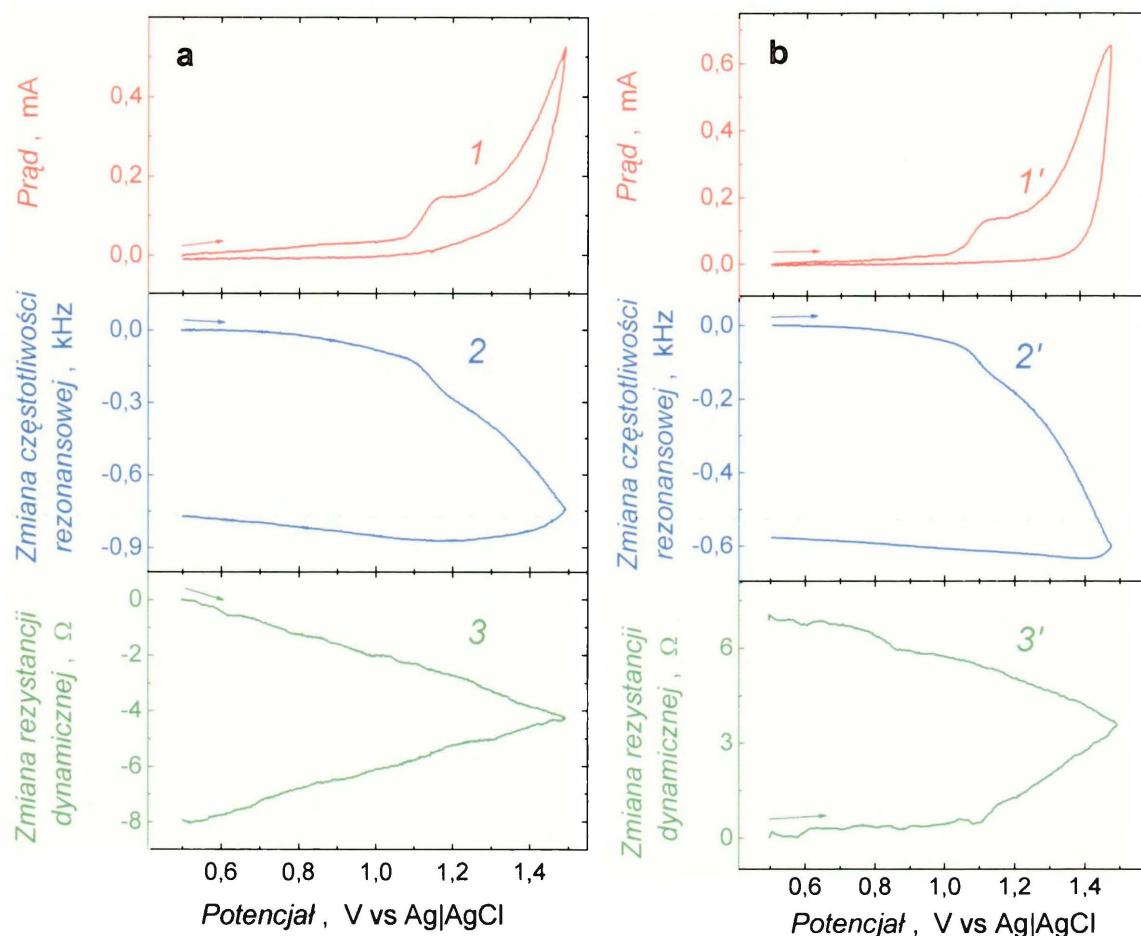 a
Prąd , mA
0,4
0,2
0,0
1
Zmiana częstotliwości
rezonansowej , kHz
0,0
-0,3
-0,6
-0,9
2
Zmiana rezystancji
dynamicznej , Ω
0
-2
-4
-6
-8
3
0,6 0,8 1,0 1,2 1,4
Potencjał , V vs Ag|AgCl
b
Prąd , mA
0,6
0,4
0,2
0,0
1'
Zmiana częstotliwości
rezonansowej , kHz
0,0
-0,2
-0,4
-0,6
2'
Zmiana rezystancji
dynamicznej , Ω
6
3
0
3'
0,6 0,8 1,0 1,2 1,4
Potencjał , V vs Ag|AgCl